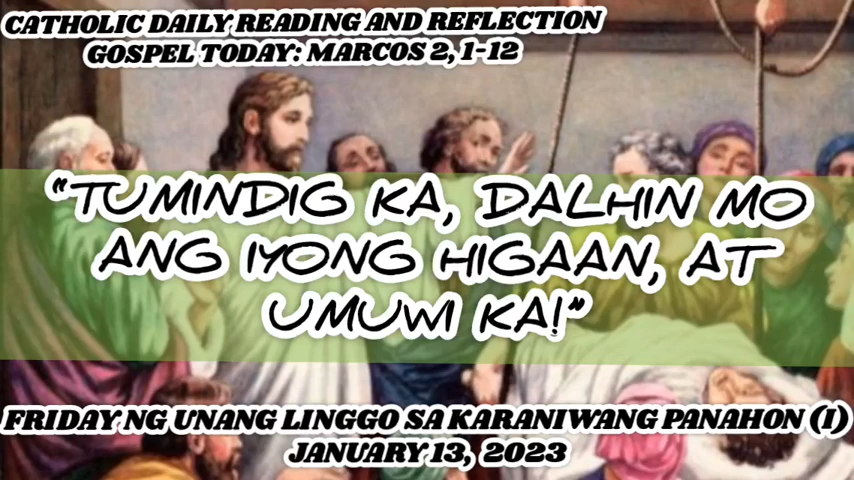 CATHOLIC DAILY READING AND REFLECTION
GOSPEL TODAY: MARCOS 2, 1-12
"TUMINDIG KA, DALHIN MO
ANG IYONG HIGAAN, AT
UMUWI KA!"
FRIDAY NG UNANG LINGGO SA KARANIWANG PANAHON (I)
JANUARY 13, 2023